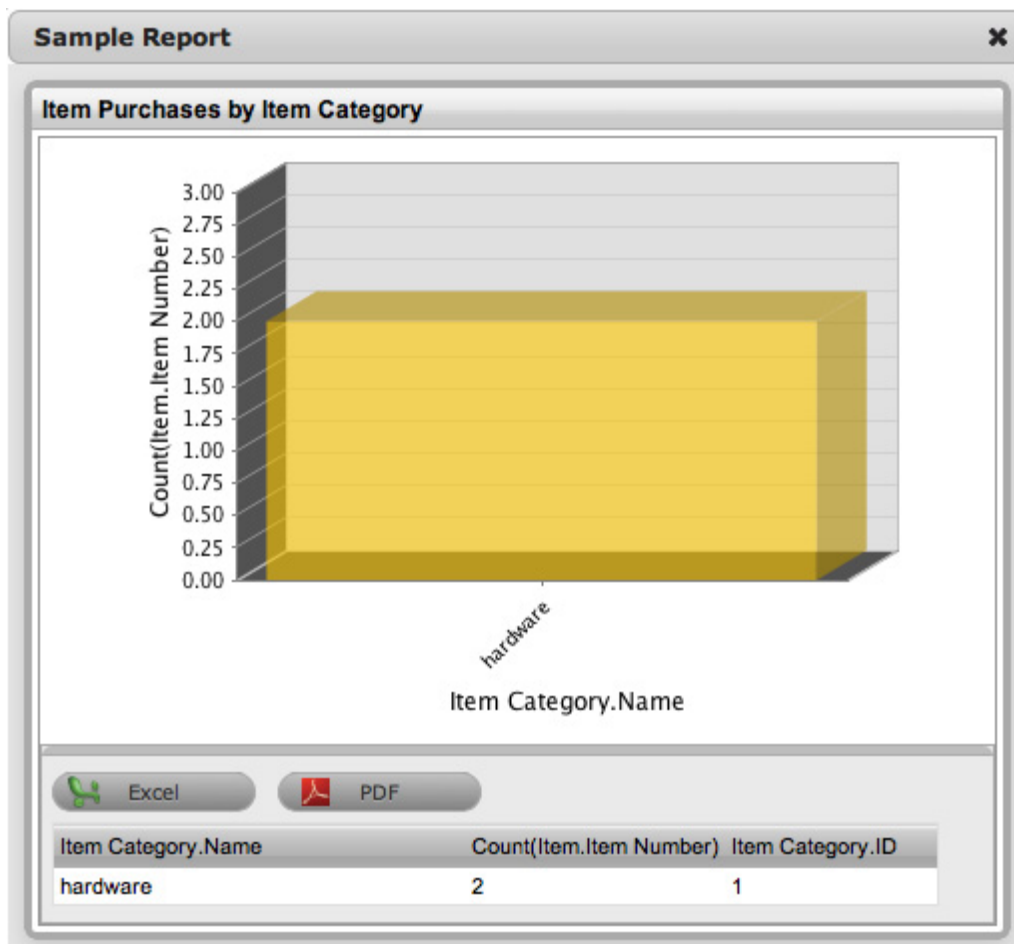 Sample Report
Item Purchases by Item Category
Count(Item.Item Number)
3.00
2.75
2.50
2.25
2.00
1.75
1.50
1.25
1.00
0.75
0.50
0.25
0.00
hardware
Item Category.Name
Excel PDF
Item Category.Name Count(Item.Item Number) Item Category.ID
hardware 2 1